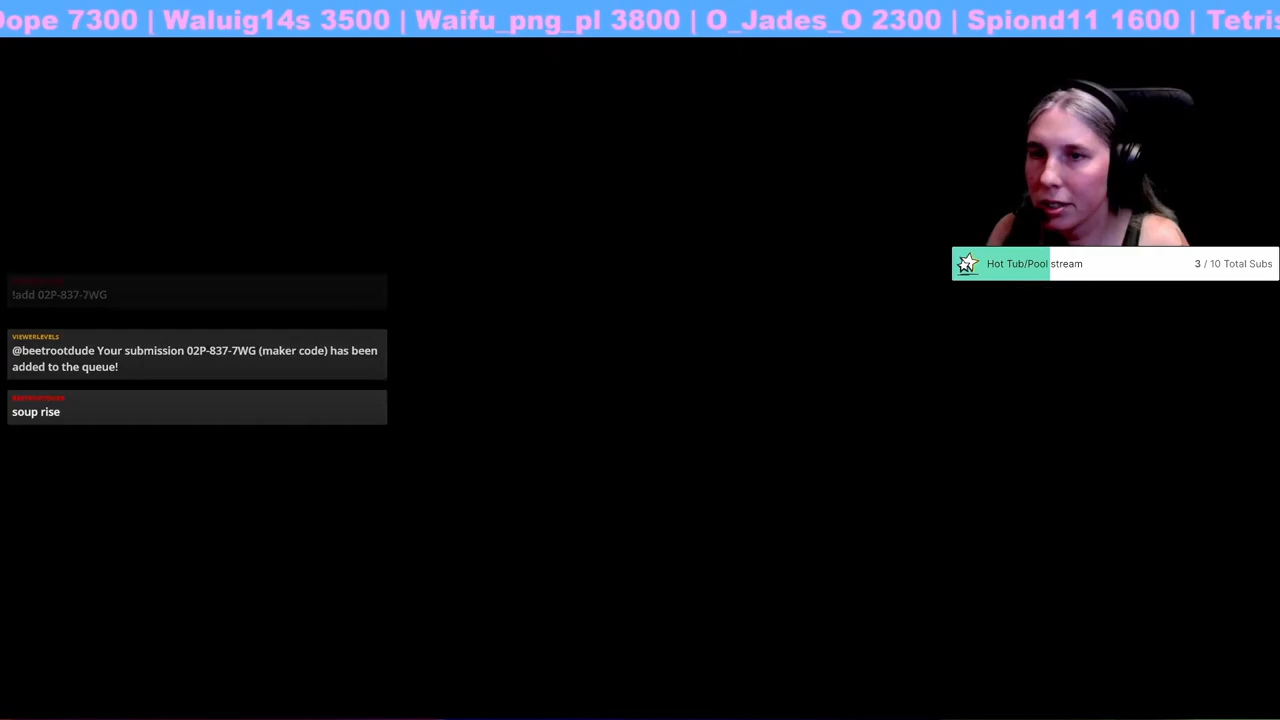 Dope 7300 | Waluig14s 3500 | Waifu_png_pl 3800 | O_Jades_O 2300 | Spiond11 1600 | Tetris
Hot Tub/Pool stream 3 / 10 Total Subs
!add 02P-837-7WG
VIEWERLEVELS
@beetrootdude Your submission 02P-837-7WG (maker code) has been
added to the queue!
BEETROOTDUDE
soup rise